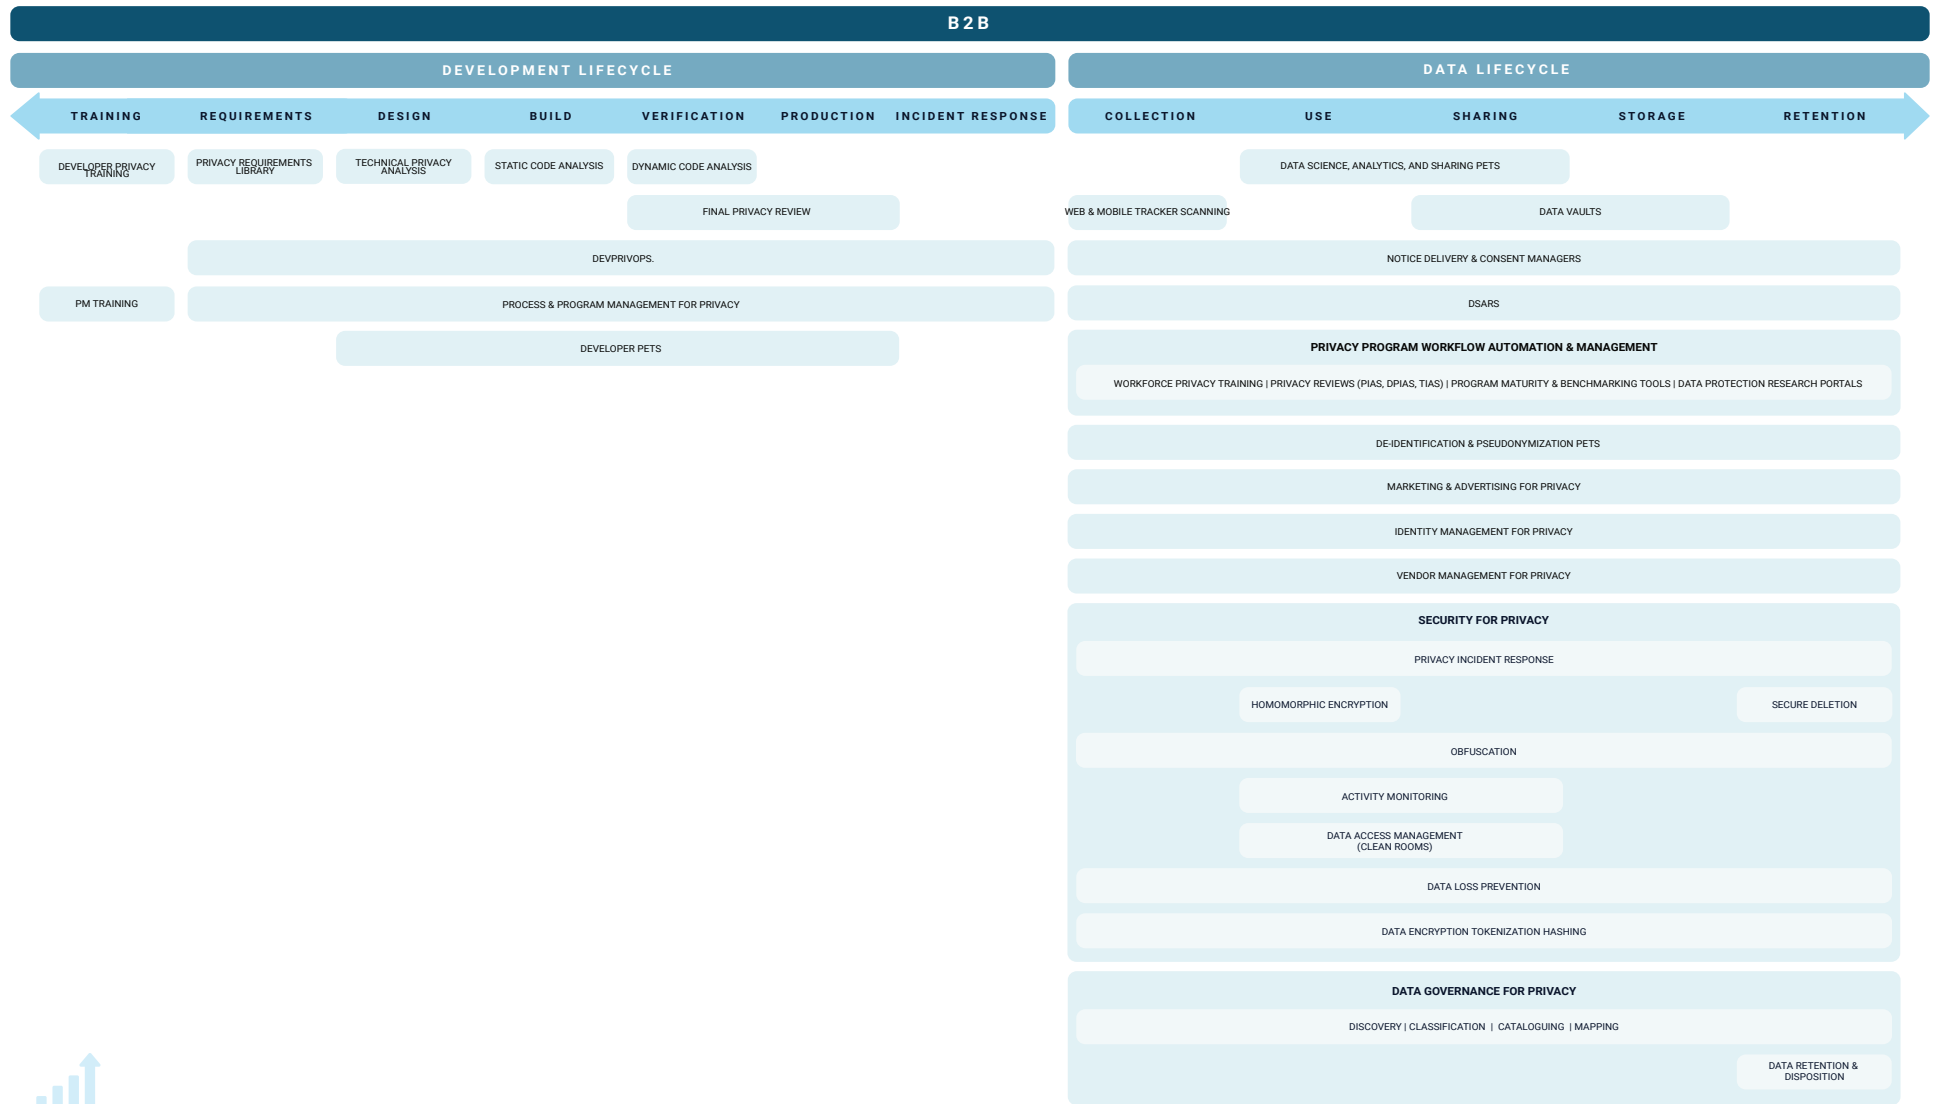 B2B
DEVELOPMENT LIFECYCLE
DATA LIFECYCLE
TRAINING
REQUIREMENTS
DESIGN
BUILD
VERIFICATION
PRODUCTION
INCIDENT RESPONSE
COLLECTION
USE
SHARING
STORAGE
RETENTION
DEVELOPER PRIVACY
TRAINING
PRIVACY REQUIREMENTS
LIBRARY
TECHNICAL PRIVACY
ANALYSIS
STATIC CODE ANALYSIS
DYNAMIC CODE ANALYSIS
FINAL PRIVACY REVIEW
DEVPRIVOPS.
PM TRAINING
PROCESS & PROGRAM MANAGEMENT FOR PRIVACY
DEVELOPER PETS
DATA SCIENCE, ANALYTICS, AND SHARING PETS
WEB & MOBILE TRACKER SCANNING
DATA VAULTS
NOTICE DELIVERY & CONSENT MANAGERS
DSARS
PRIVACY PROGRAM WORKFLOW AUTOMATION & MANAGEMENT
WORKFORCE PRIVACY TRAINING | PRIVACY REVIEWS (PIAS, DPIAS, TIAS) | PROGRAM MATURITY & BENCHMARKING TOOLS | DATA PROTECTION RESEARCH PORTALS
DE-IDENTIFICATION & PSEUDONYMIZATION PETS
MARKETING & ADVERTISING FOR PRIVACY
IDENTITY MANAGEMENT FOR PRIVACY
VENDOR MANAGEMENT FOR PRIVACY
SECURITY FOR PRIVACY
PRIVACY INCIDENT RESPONSE
HOMOMORPHIC ENCRYPTION
SECURE DELETION
OBFUSCATION
ACTIVITY MONITORING
DATA ACCESS MANAGEMENT
(CLEAN ROOMS)
DATA LOSS PREVENTION
DATA ENCRYPTION TOKENIZATION HASHING
DATA GOVERNANCE FOR PRIVACY
DISCOVERY | CLASSIFICATION | CATALOGUING | MAPPING
DATA RETENTION &
DISPOSITION